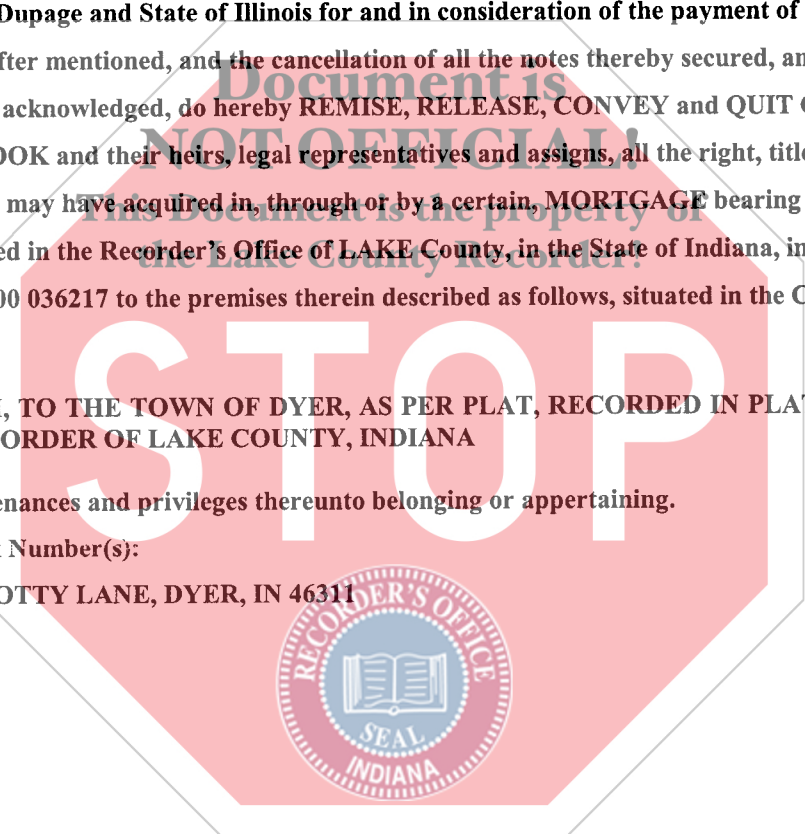 Dupage and State of Illinois for and in consideration of the payment of
fter mentioned, and the cancellation of all the notes thereby secured, an
Document is
acknowledged, do hereby REMISE, RELEASE, CONVEY and QUIT C
NOT OFFICIAL!
OOK and their heirs, legal representatives and assigns, all the right, title
may have acquired in, through or by a certain, MORTGAGE bearing
This Document is the property of
ed in the Recorder's Office of LAKE County, in the State of Indiana, in
the Lake County Recorder!
00 036217 to the premises therein described as follows, situated in the C
STOP
, TO THE TOWN OF DYER, AS PER PLAT, RECORDED IN PLAT
ORDER OF LAKE COUNTY, INDIANA
enances and privileges thereunto belonging or appertaining.
Number(s):
OTTY LANE, DYER, IN 46311
RECORDER'S OFFICE
SEAL
INDIANA